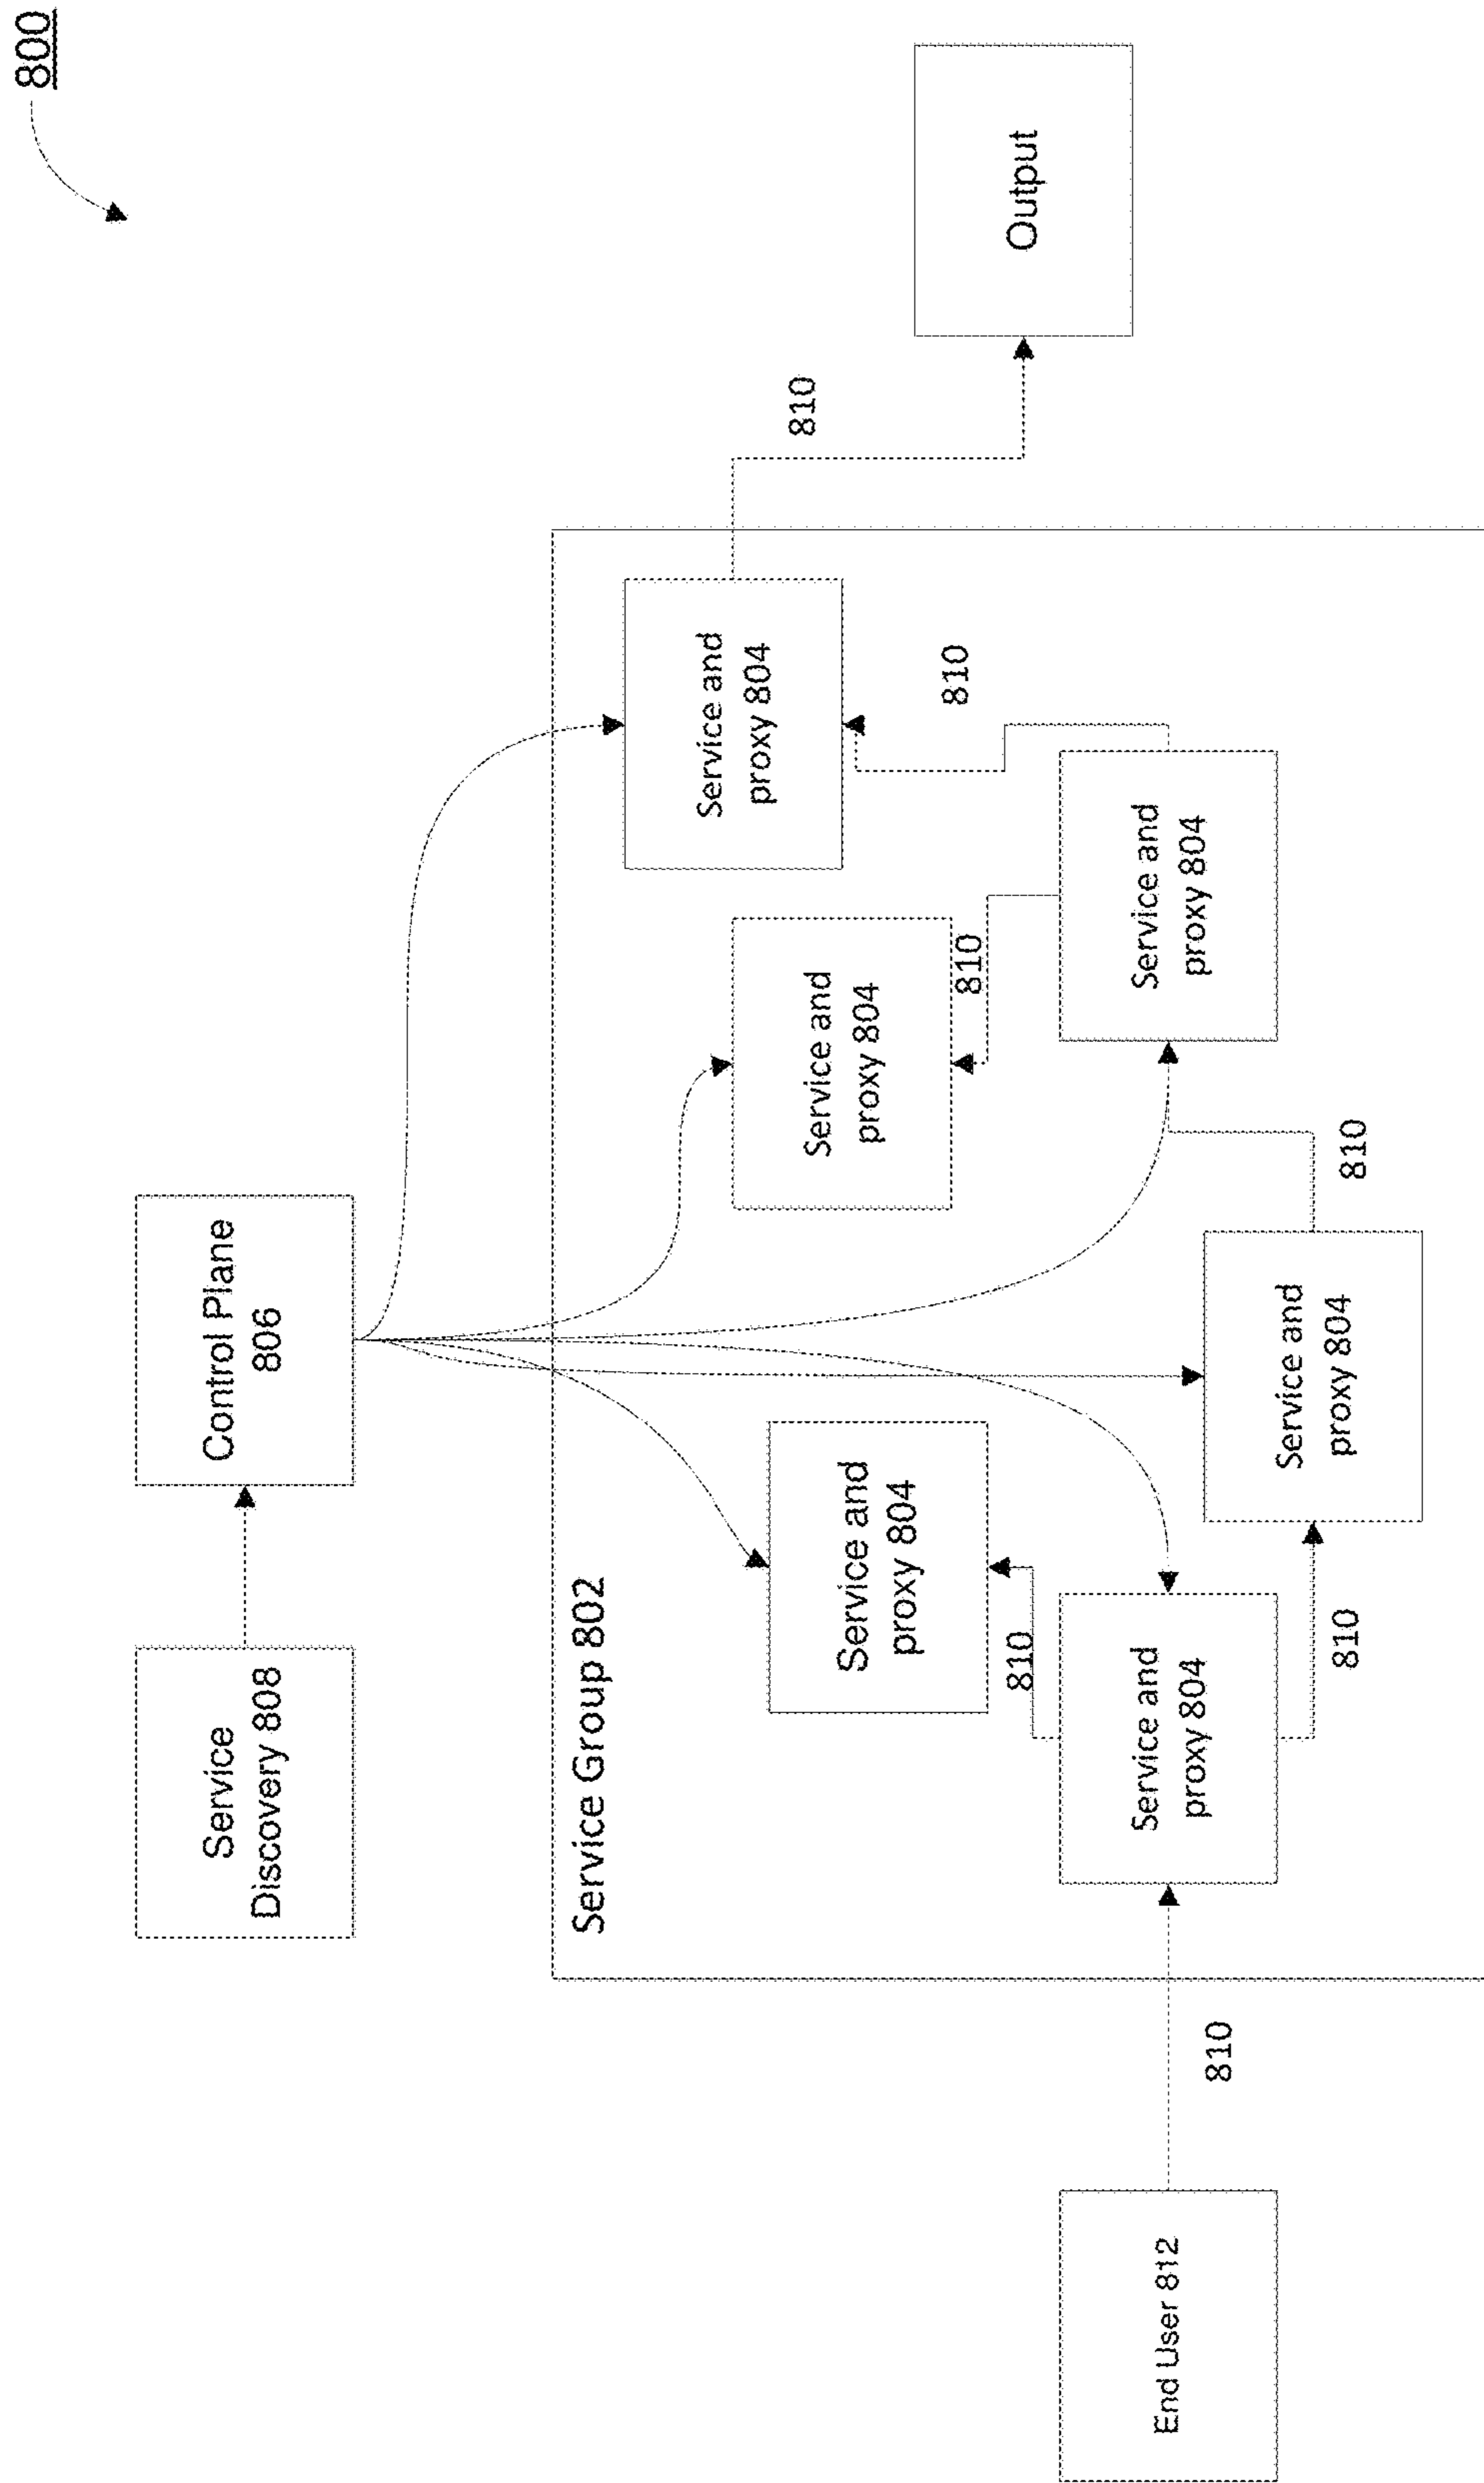 800
Service
Discovery 808
Control Plane
806
Service Group 802
Service and
proxy 804
Service and
proxy 804
Service and
proxy 804
810
Output
810
810
810
End User 812
810
Service and
proxy 804
810
Service and
proxy 804
810
Service and
proxy 804